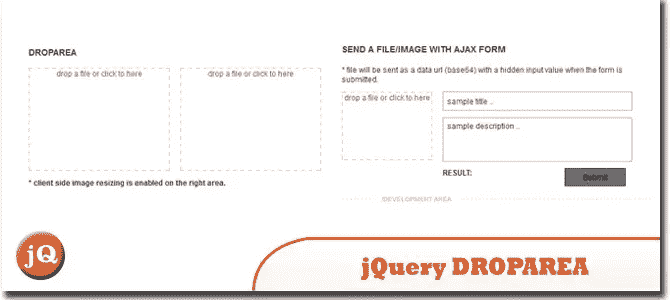 DROPAREA
drop a file or click to here
drop a file or click to here
* client side image resizing is enabled on the right area.
SEND A FILE/IMAGE WITH AJAX FORM
* file will be sent as a data url (base64) with a hidden input value when the form is
submitted.
drop a file or click to here
sample title ..
sample description ..
RESULT:
Submit
/DEVELOPMENT AREA
jQ
jQuery DROPAREA